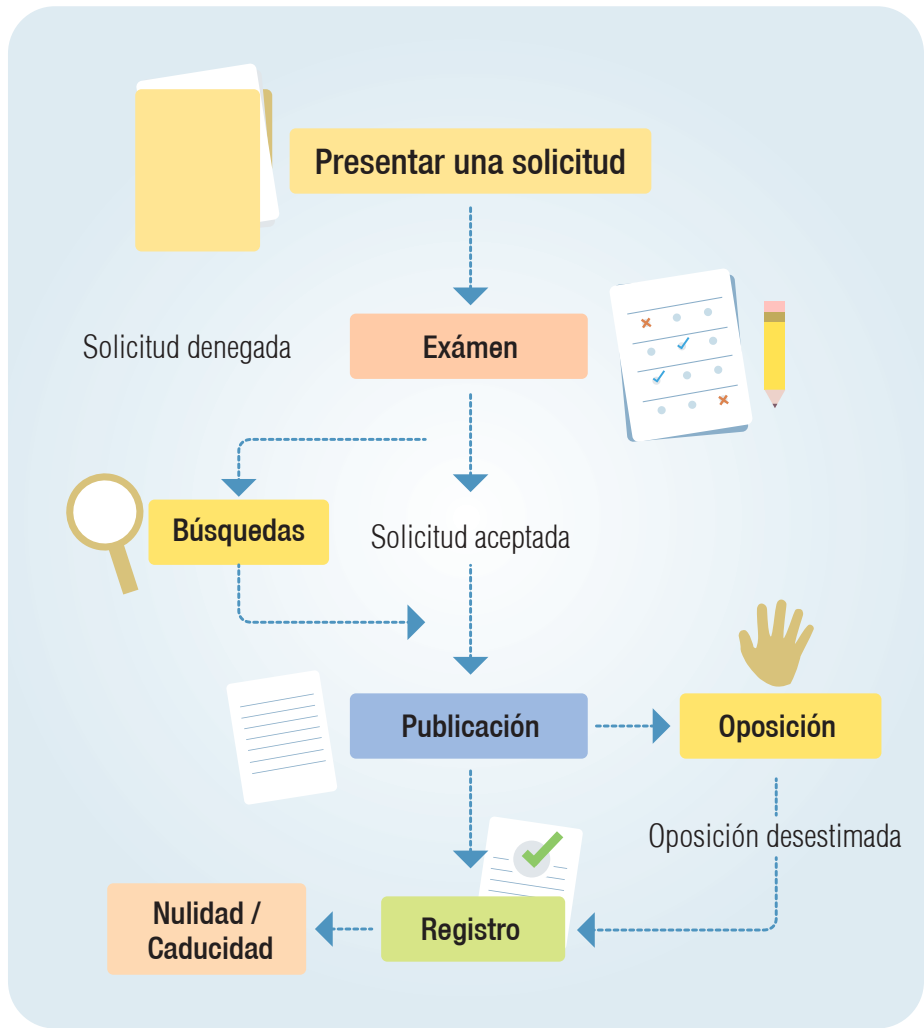 Presentar una solicitud
Solicitud denegada
Exámen
Búsquedas
Solicitud aceptada
Publicación
Oposición
Oposición desestimada
Nulidad /
Caducidad
Registro